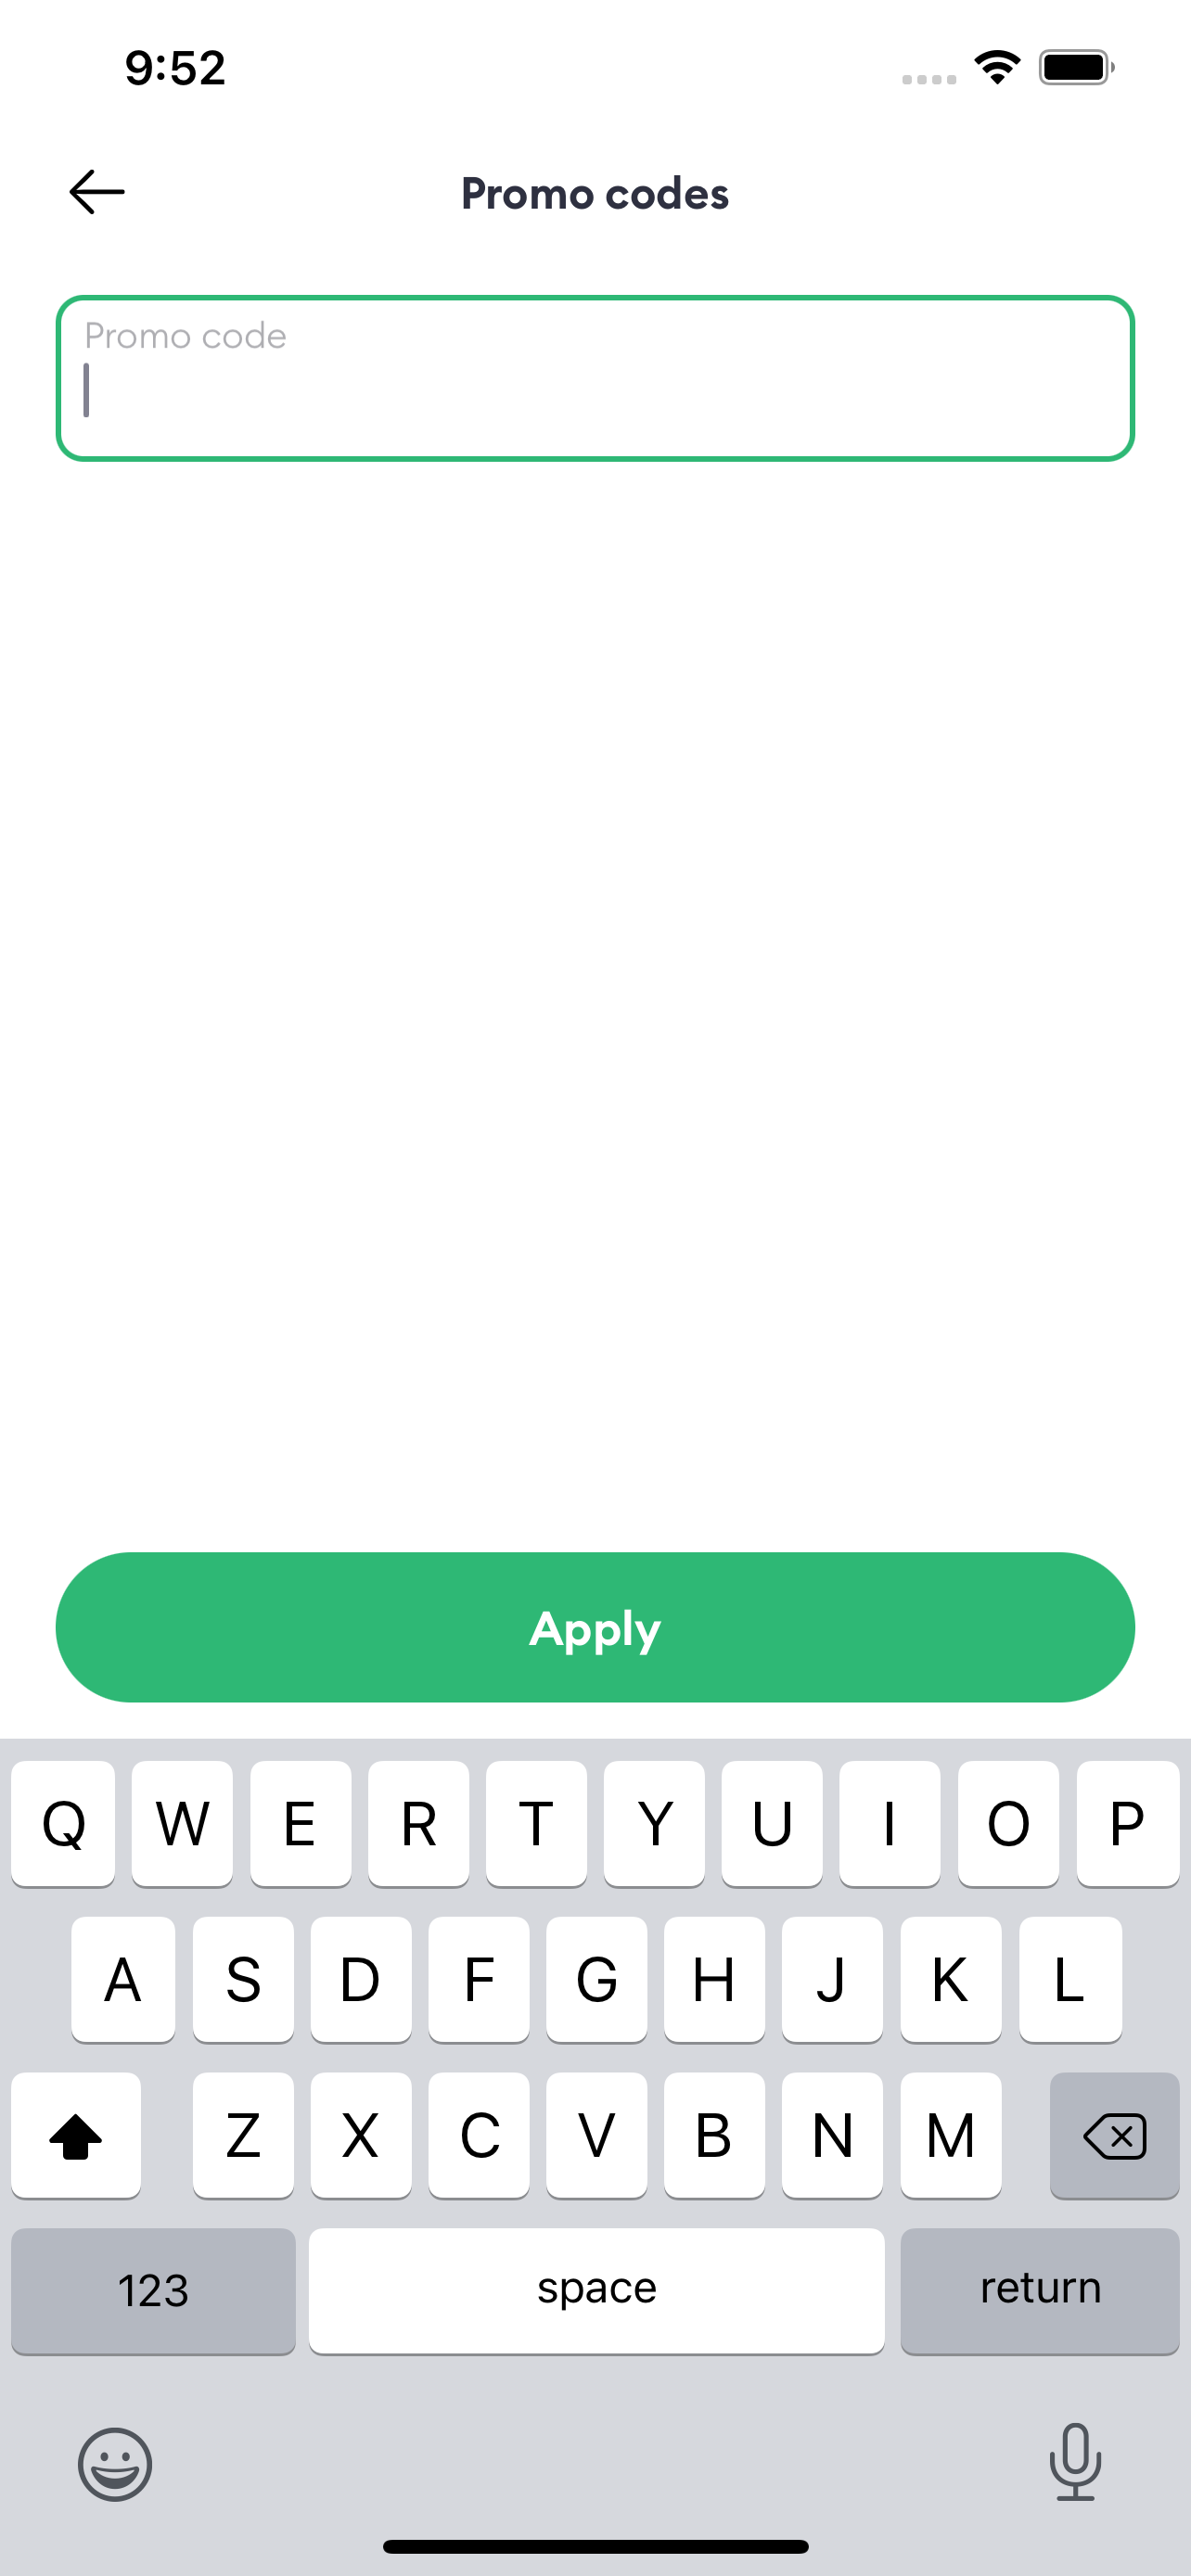 9:52
Promo codes
Promo code
Apply
Q W E R T Y U I O P
A S D F G H J K L
Z X C V B N M
123 space return